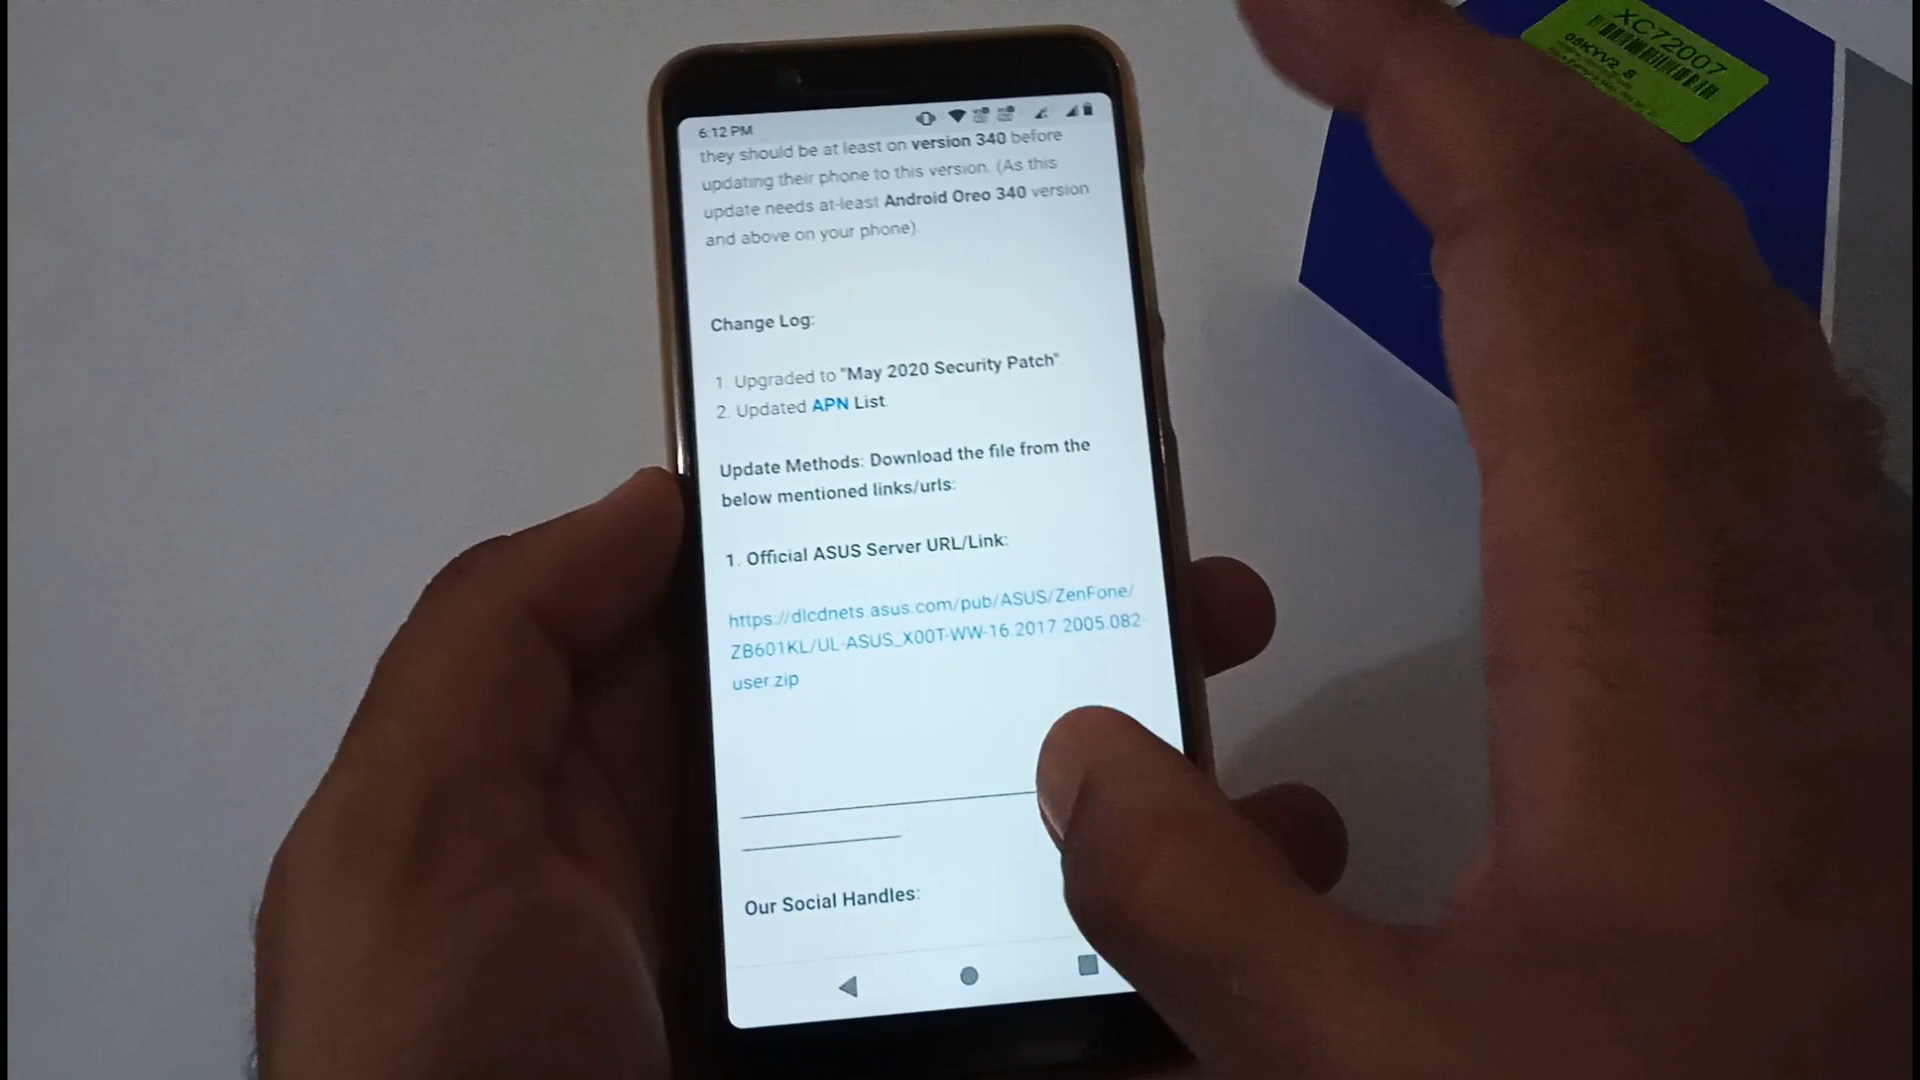 XC72007
6:12 PM
they should be at least on version 340 before
updating their phone to this version. (As this
update needs at-least Android Oreo 340 version
and above on your phone).
Change Log:
1. Upgraded to "May 2020 Security Patch".
2. Updated APN List.
Update Methods: Download the file from the
below mentioned links/urls:
1. Official ASUS Server URL/Link:
https://dlcdnets.asus.com/pub/ASUS/ZenFone/
ZB601KL/UL-ASUS_X00T-WW-16.2017.2005.082-
user.zip
Our Social Handles: